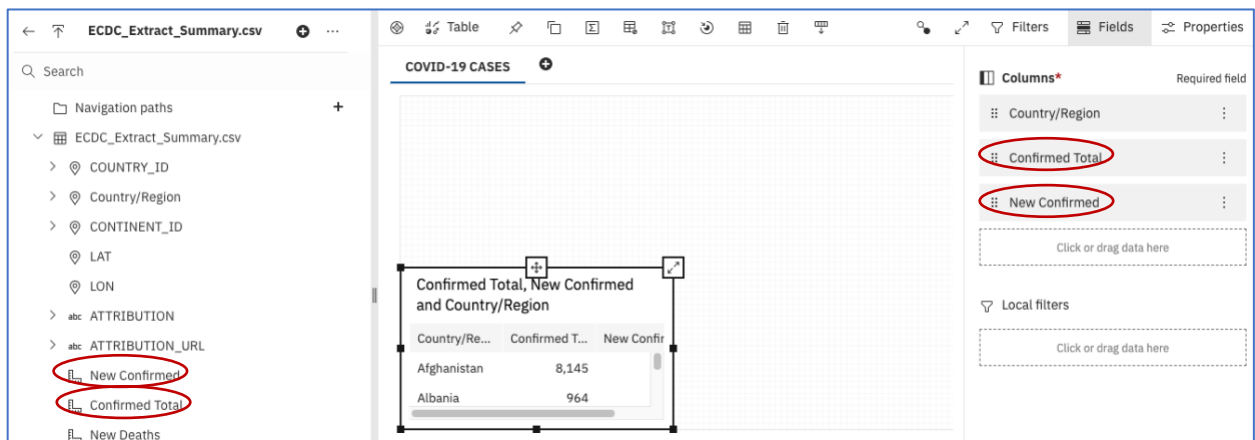 ECDC_Extract_Summary.csv
Search
Navigation paths
ECDC_Extract_Summary.csv
COUNTRY_ID
Country/Region
CONTINENT_ID
LAT
LON
abc ATTRIBUTION
abc ATTRIBUTION_URL
New Confirmed
Confirmed Total
New Deaths
Table
Filters
Fields
Properties
COVID-19 CASES
Confirmed Total, New Confirmed
and Country/Region
Country/Re... Confirmed T... New Confir
Afghanistan 8,145
Albania 964
Columns* Required field
Country/Region
Confirmed Total
New Confirmed
Click or drag data here
Local filters
Click or drag data here